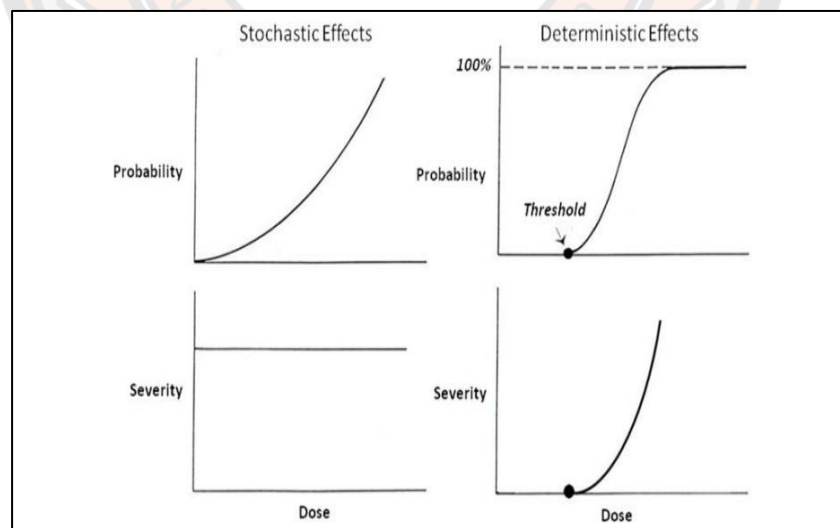 Stochastic Effects
Deterministic Effects
100%
Probability
Probability
Threshold
Severity
Severity
Dose
Dose